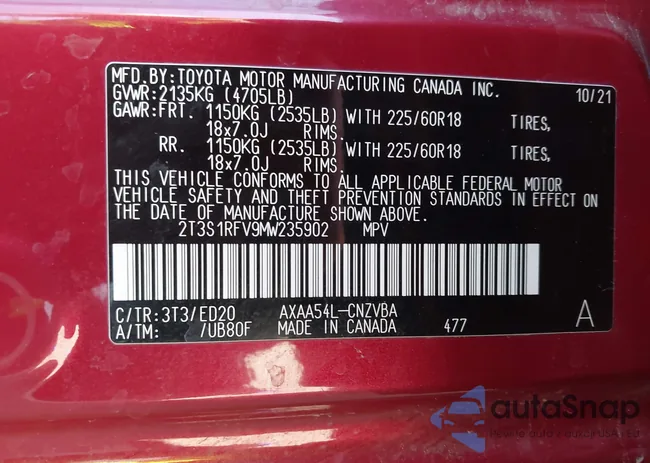 MFD.BY:TOYOTA MOTOR MANUFACTURING CANADA INC.
GVWR:2135KG (4705LB) 10/21
GAWR:FRT. 1150KG (2535LB) WITH 225/60R18 TIRES,
18x7.0J RIMS.
RR. 1150KG (2535LB) WITH 225/60R18 TIRES,
18x7.0J RIMS.
THIS VEHICLE CONFORMS TO ALL APPLICABLE FEDERAL MOTOR
VEHICLE SAFETY AND THEFT PREVENTION STANDARDS IN EFFECT ON
THE DATE OF MANUFACTURE SHOWN ABOVE.
2T3S1RFV9MW235902 MPV
C/TR:3T3/ED20 AXAA54L-CNZVBA
A/TM: /UB80F MADE IN CANADA 477 A
autoSnap